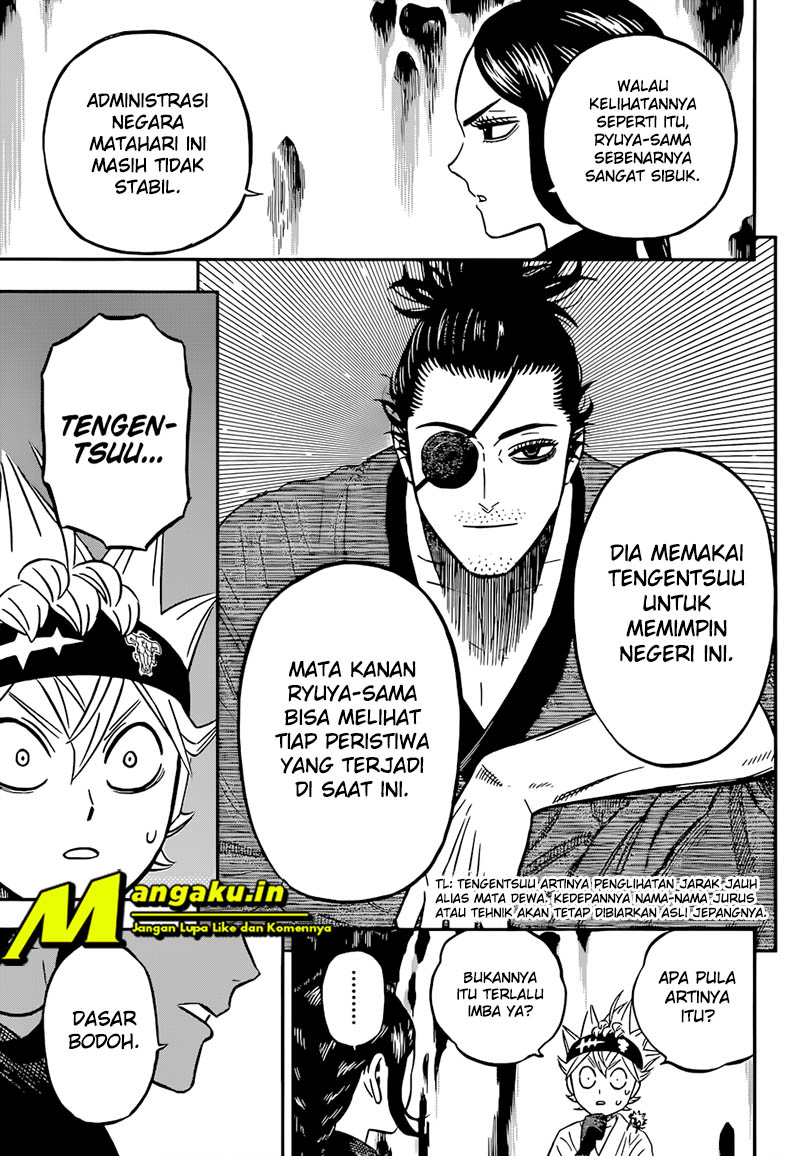 WALAU
KELIHATANNYA
SEPERTI ITU,
RYUYA-SAMA
SEBENARNYA
SANGAT SIBUK.
ADMINISTRASI
NEGARA
MATAHARI INI
MASIH TIDAK
STABIL.
DIA MEMAKAI
TENGENTSUU
UNTUK
MEMIMPIN
NEGERI INI.
MATA KANAN
RYUYA-SAMA
BISA MELIHAT
TIAP PERISTIWA
YANG TERJADI
DI SAAT INI.
TL: TENGENTSUU ARTINYA PENGLIHATAN JARAK JAUH
ALIAS MATA DEWA. KEDEPANNYA NAMA-NAMA JURUS
ATAU TEHNIK AKAN TETAP DIBIARKAN ASLI JEPANGNYA.
TENGEN-
TSUU...
Mangaku.in
Jangan Lupa Like dan Komennya
APA PULA
ARTINYA
ITU?
BUKANNYA
ITU TERLALU
IMBA YA?
.........
DASAR
BODOH.